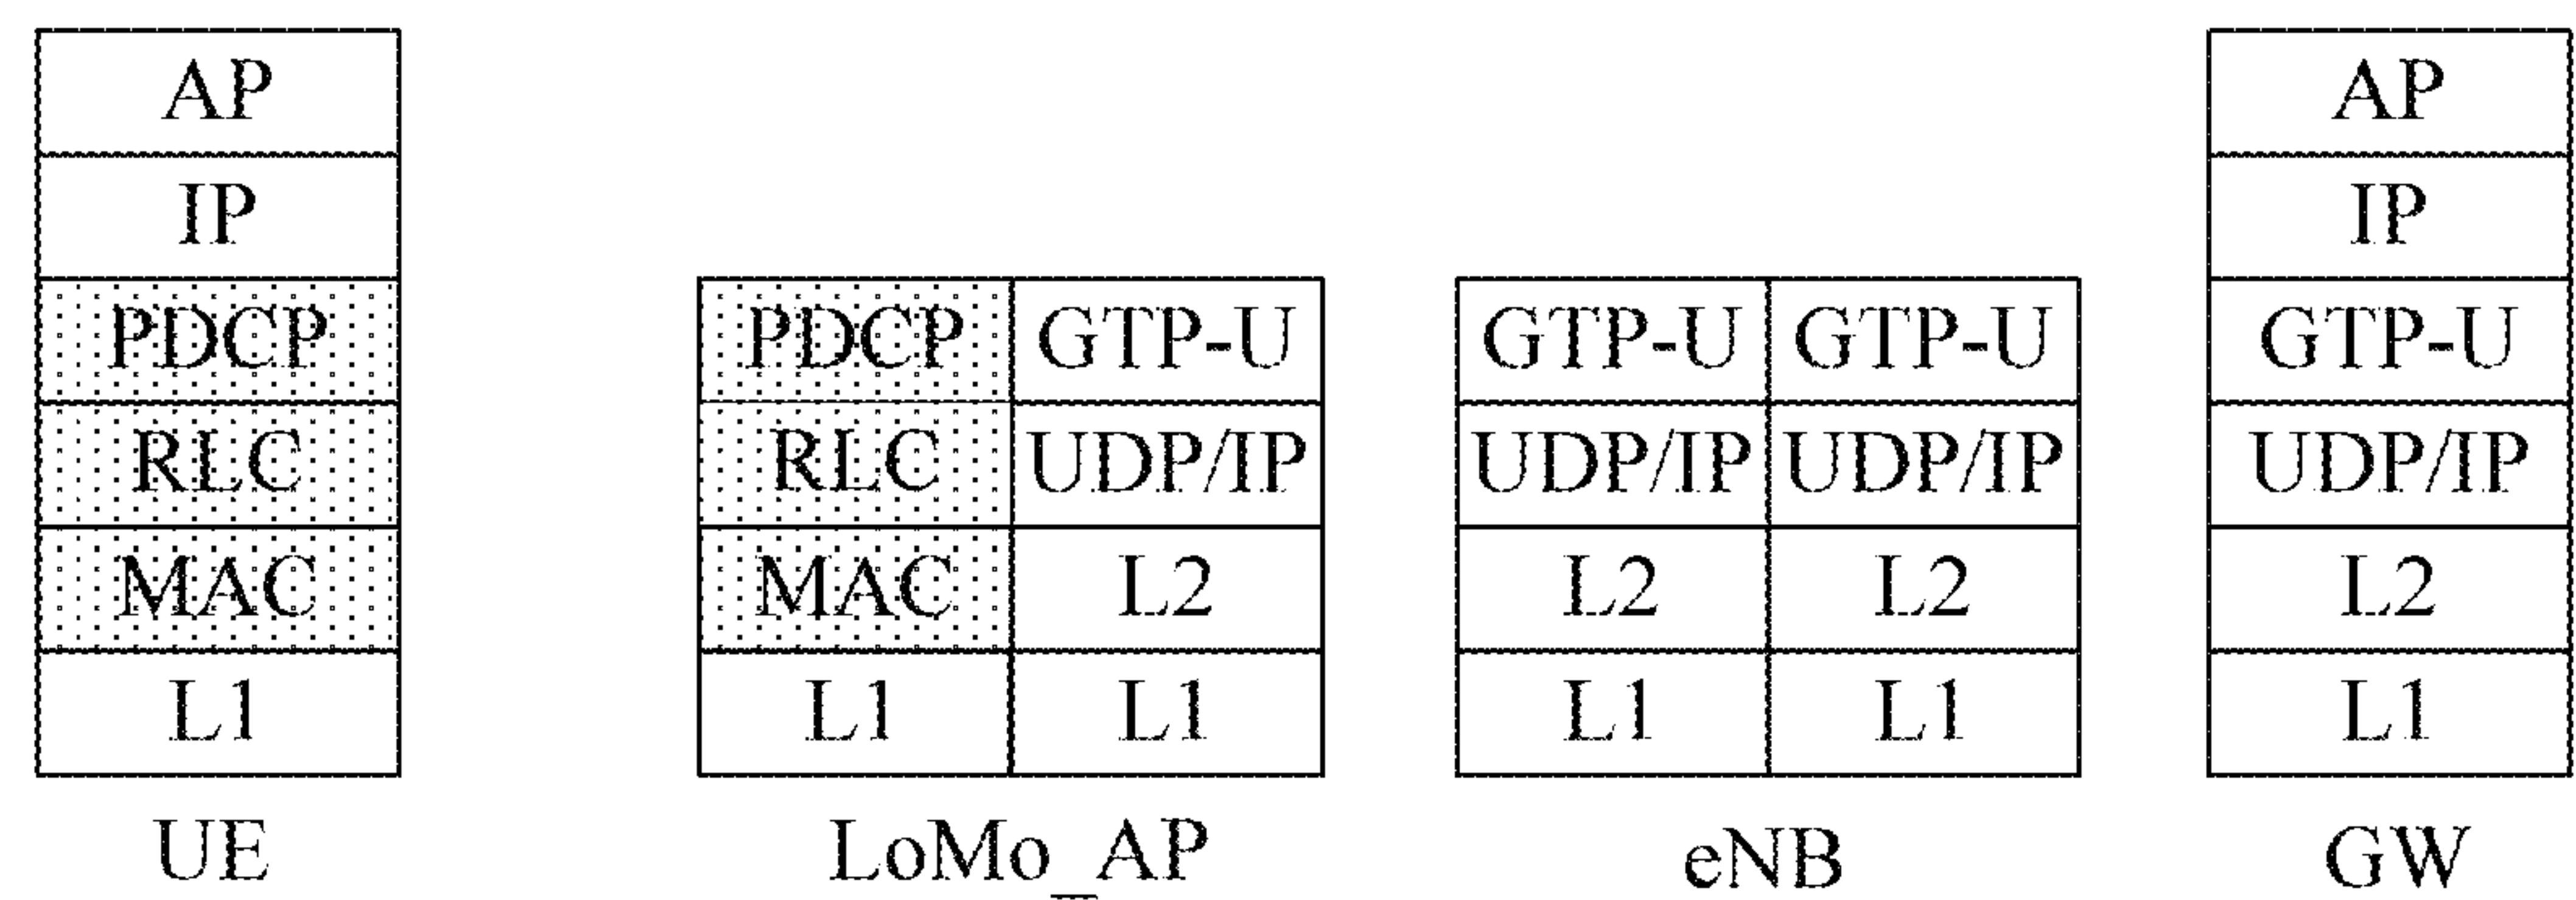 AP AP
IP IP
PDCP PDCP GTP-U GTP-U GTP-U GTP-U
RLC RLC UDP/IP UDP/IP UDP/IP UDP/IP
MAC MAC L2 L2 L2 L2
L1 L1 L1 L1 L1 L1
UE LoMo_AP eNB GW